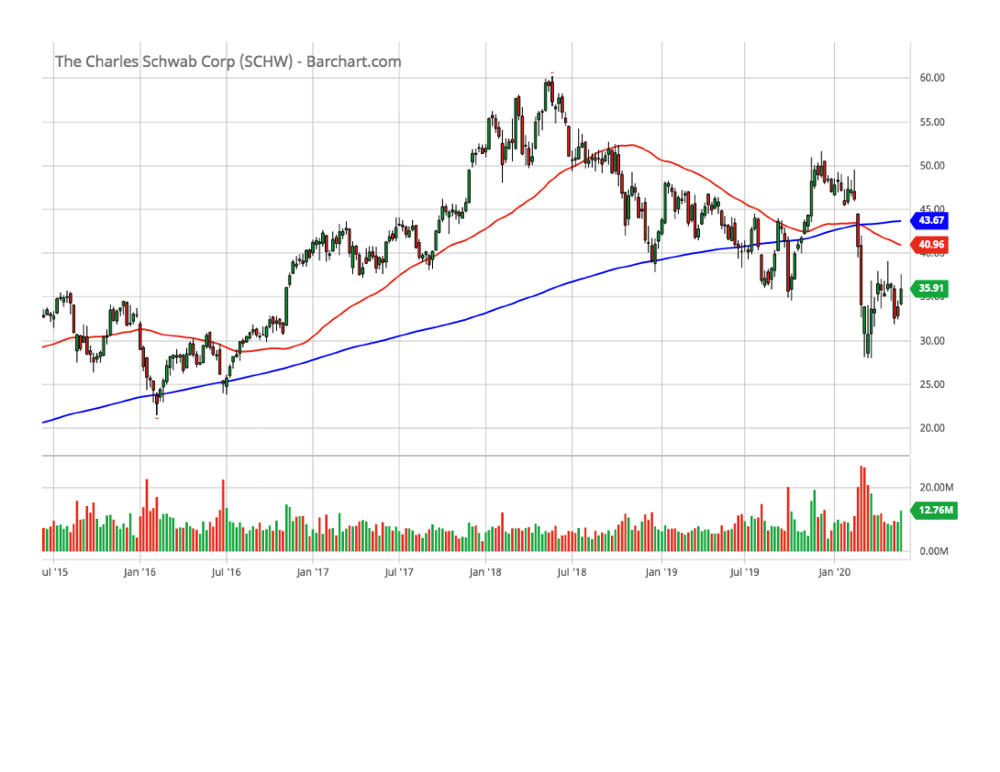 The Charles Schwab Corp (SCHW) - Barchart.com
60.00
55.00
50.00
45.00
43.67
40.96
35.91
30.00
25.00
20.00
20.00M
12.76M
0.00M
ul '15 Jan '16 Jul '16 Jan '17 Jul '17 Jan '18 Jul '18 Jan '19 Jul '19 Jan '20